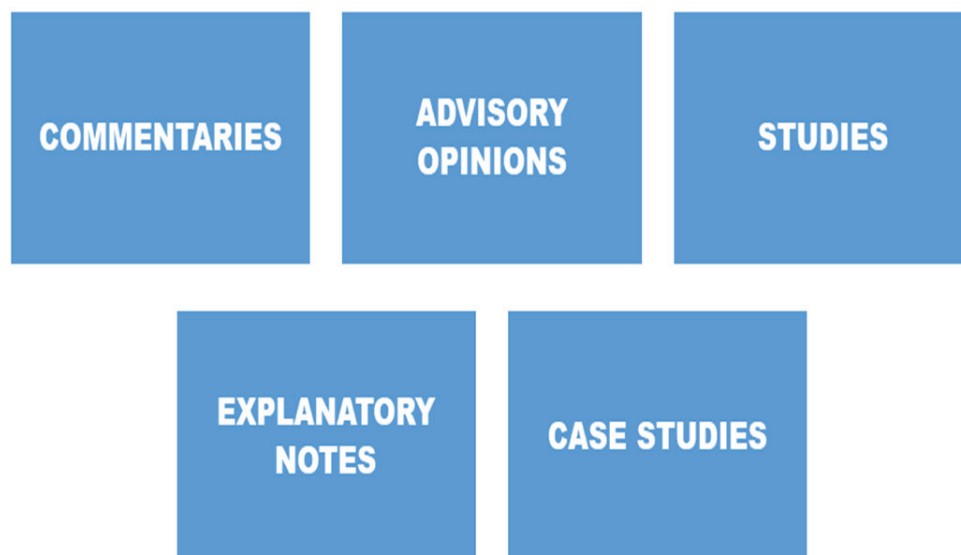 COMMENTARIES
ADVISORY
OPINIONS
STUDIES
EXPLANATORY
NOTES
CASE STUDIES